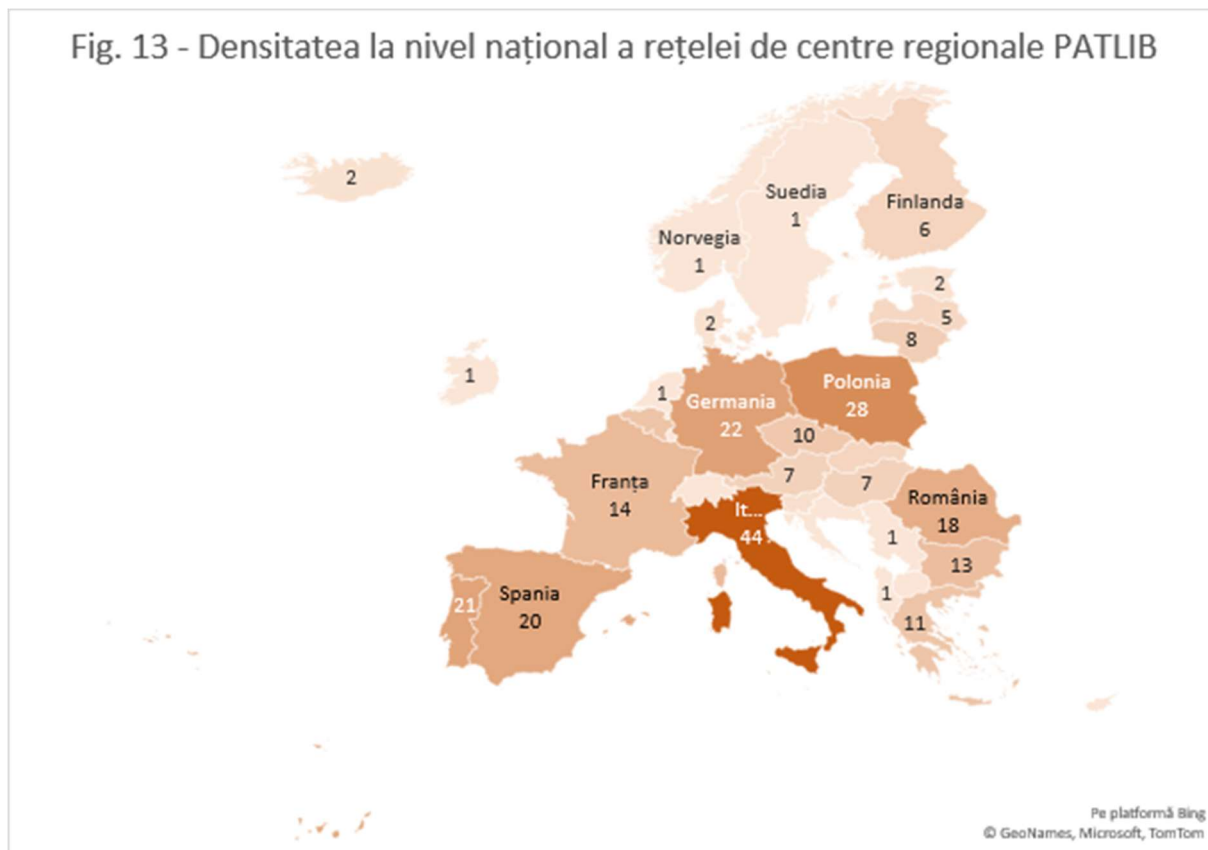 Fig. 13 - Densitatea la nivel național a rețelei de centre regionale PATLIB
2
Suedia
1
Finlanda
6
Norvegia
1
2
5
8
2
1
1
Germania
22
Polonia
28
10
7
7
Franța
14
România
18
It...
44
1
13
1
11
21
Spania
20
Pe platformă Bing
© GeoNames, Microsoft, TomTom